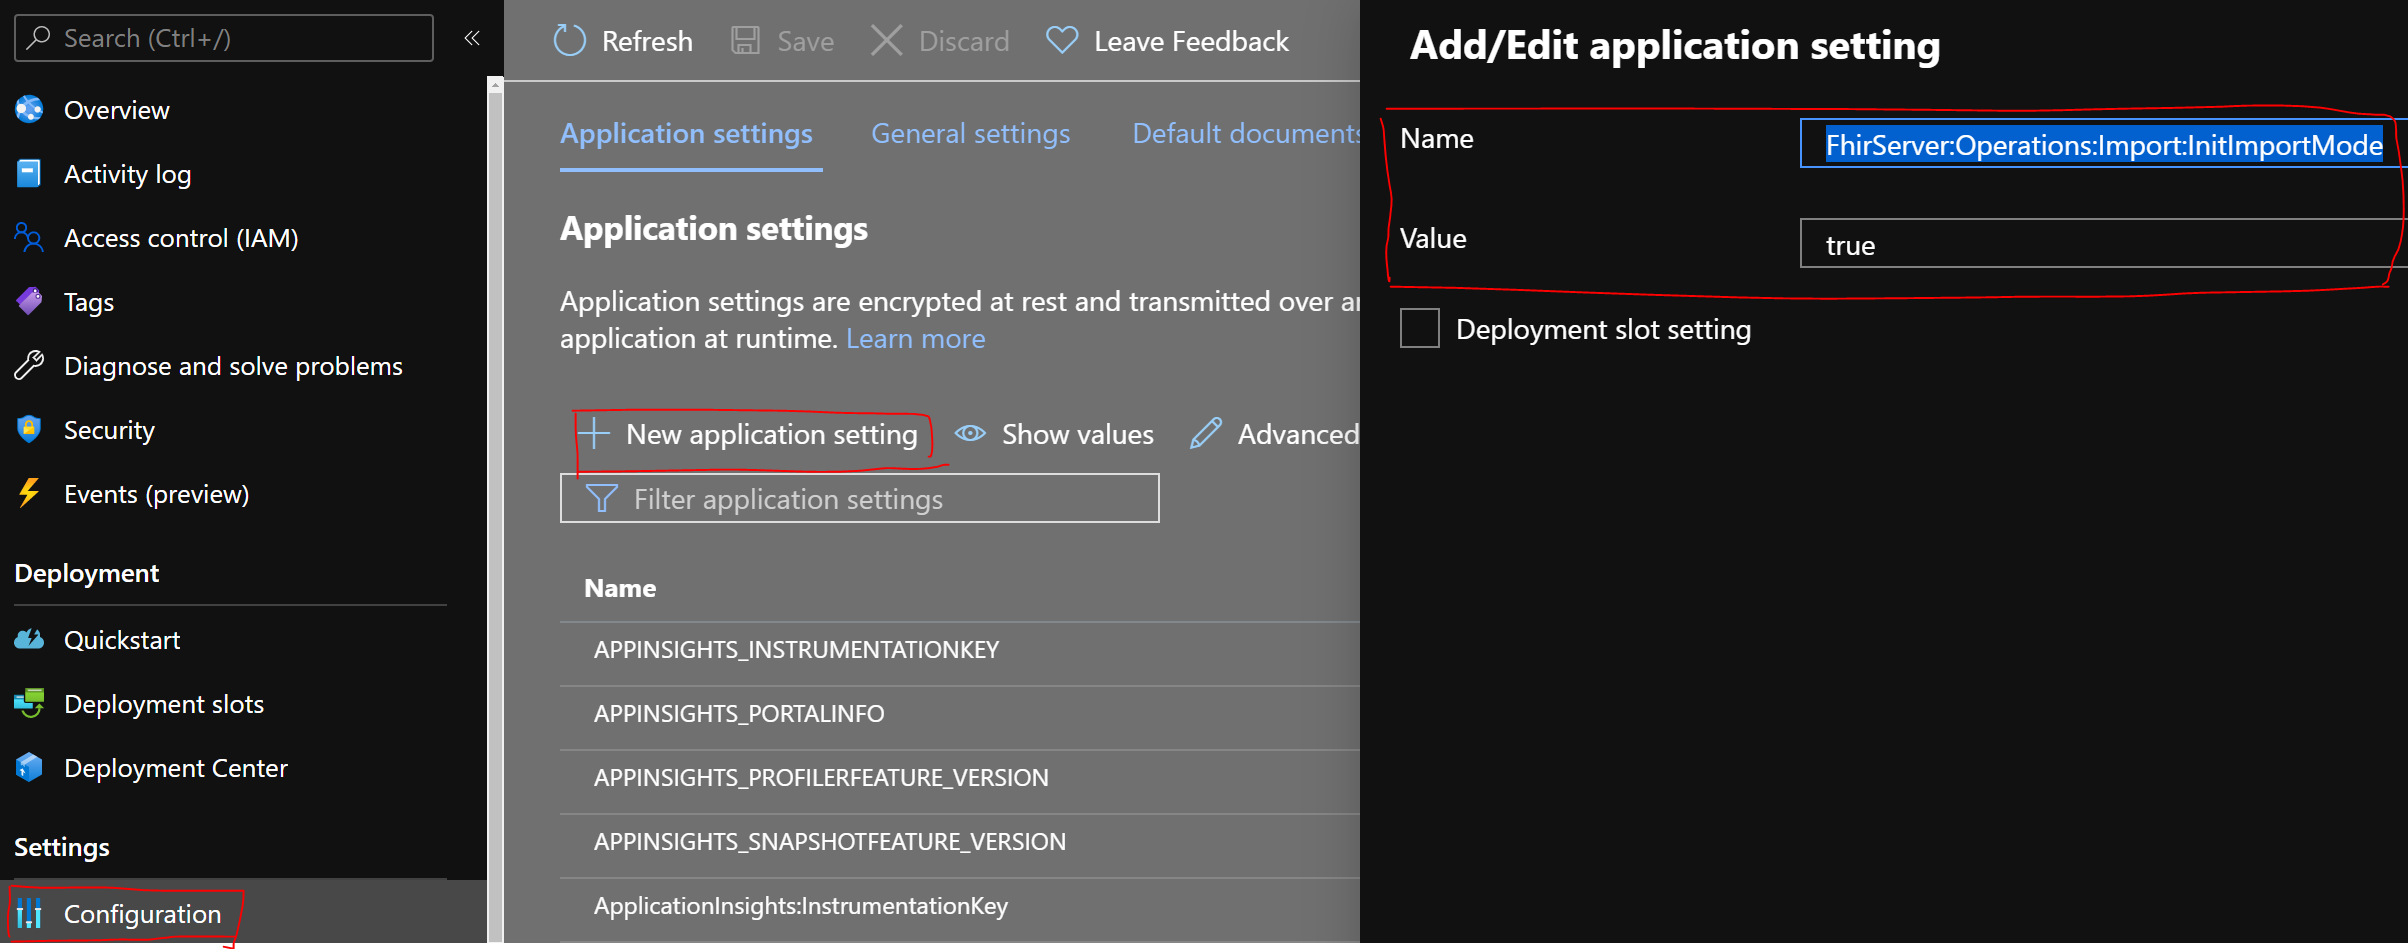 Search (Ctrl+/)
«
Overview
Activity log
Access control (IAM)
Tags
Diagnose and solve problems
Security
Events (preview)
Deployment
Quickstart
Deployment slots
Deployment Center
Settings
Configuration
Refresh
Save
Discard
Leave Feedback
Application settings
General settings
Default documents
Application settings
Application settings are encrypted at rest and transmitted over an
application at runtime. Learn more
New application setting
Show values
Advanced
Filter application settings
Name
APPINSIGHTS_INSTRUMENTATIONKEY
APPINSIGHTS_PORTALINFO
APPINSIGHTS_PROFILERFEATURE_VERSION
APPINSIGHTS_SNAPSHOTFEATURE_VERSION
ApplicationInsights:InstrumentationKey
Add/Edit application setting
Name
FhirServer:Operations:Import:InitImportMode
Value
true
Deployment slot setting